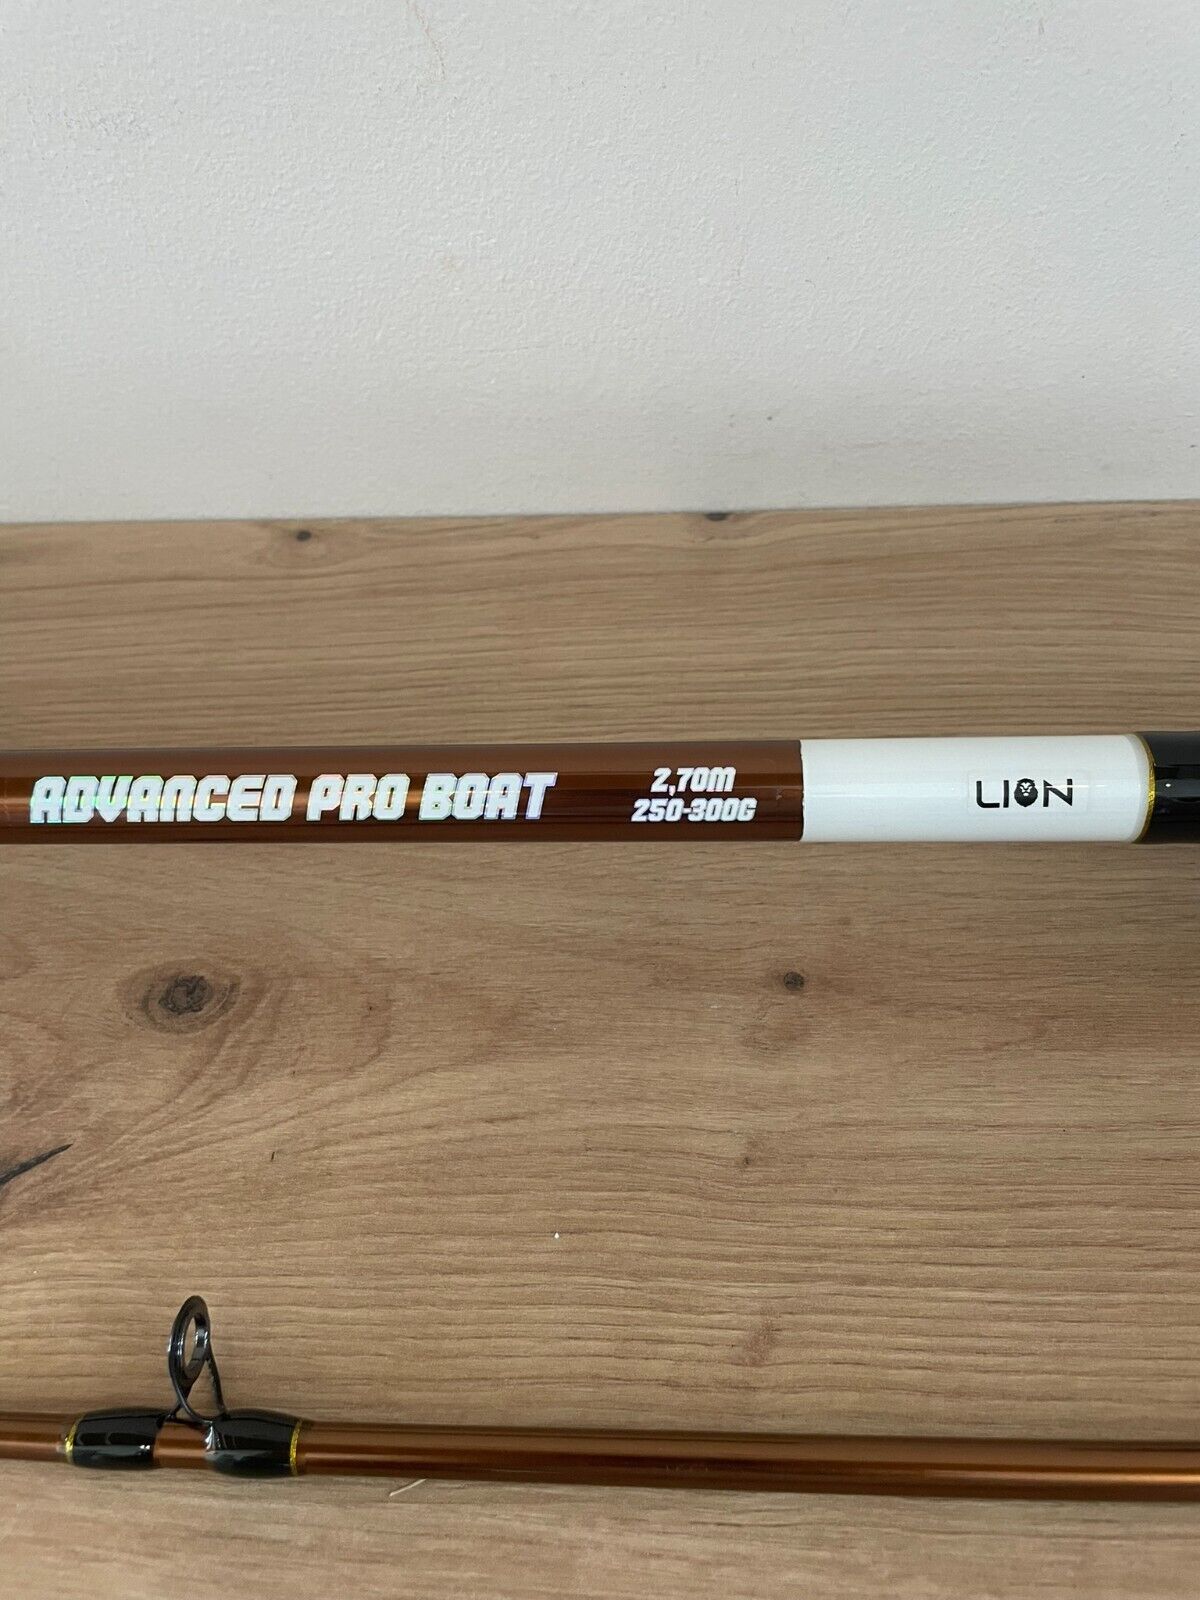 ADVANCED PRO BOAT
2,70M
250-300G
LION